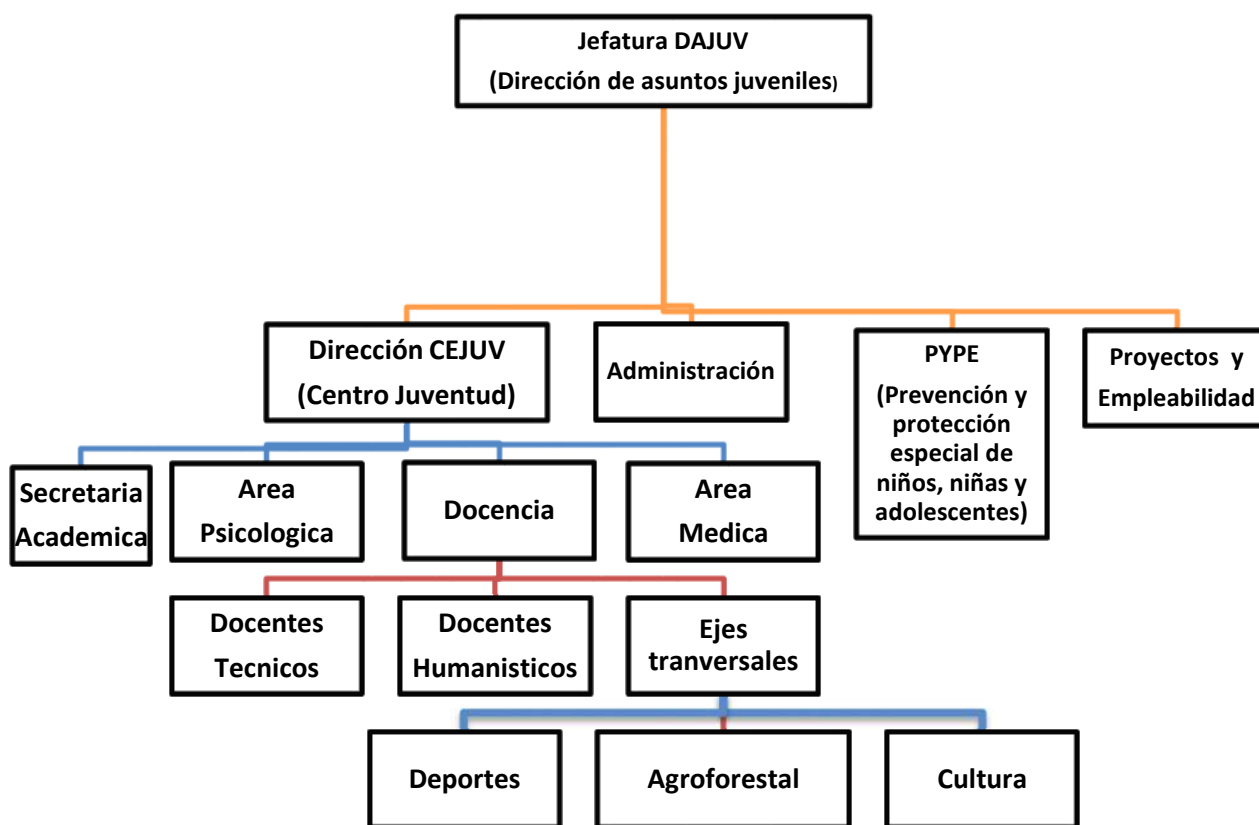 Jefatura DAJUV
(Dirección de asuntos juveniles)
Dirección CEJUV
(Centro Juventud)
Administración
PYPE
(Prevención y
protección
especial de
niños, niñas y
adolescentes)
Proyectos y
Empleabilidad
Secretaria
Academica
Area
Psicologica
Docencia
Area
Medica
Docentes
Tecnicos
Docentes
Humanisticos
Ejes
tranversales
Deportes
Agroforestal
Cultura